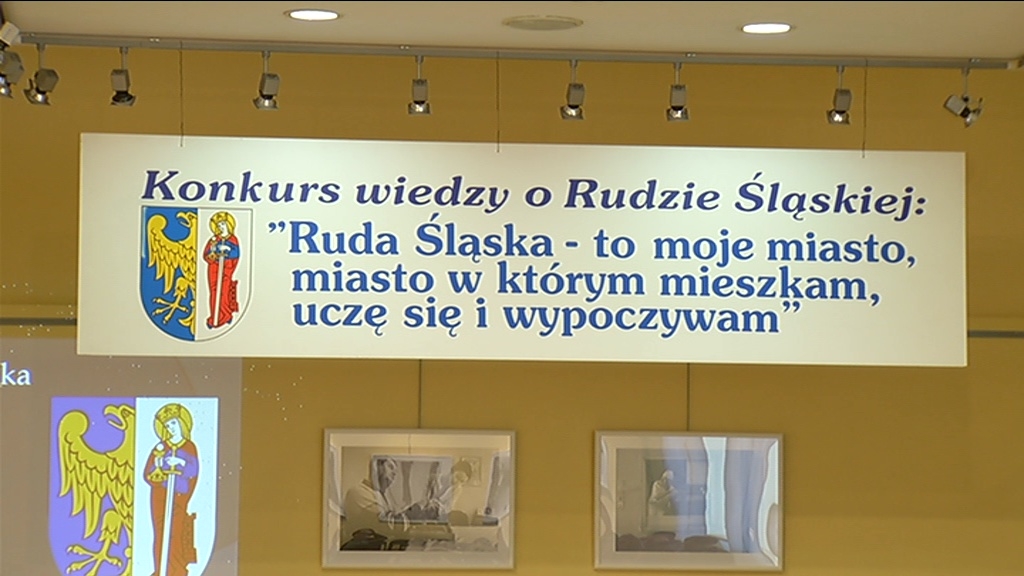 Konkurs wiedzy o Rudzie Śląskiej:
”Ruda Śląska - to moje miasto,
miasto w którym mieszkam,
uczę się i wypoczywam”
ka